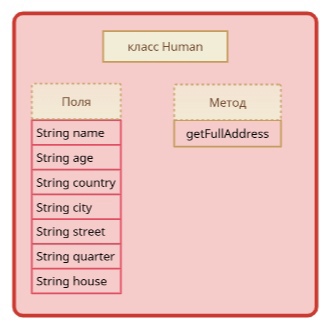 класс Human
Поля
String name
String age
String country
String city
String street
String quarter
String house
Метод
getFullAddress